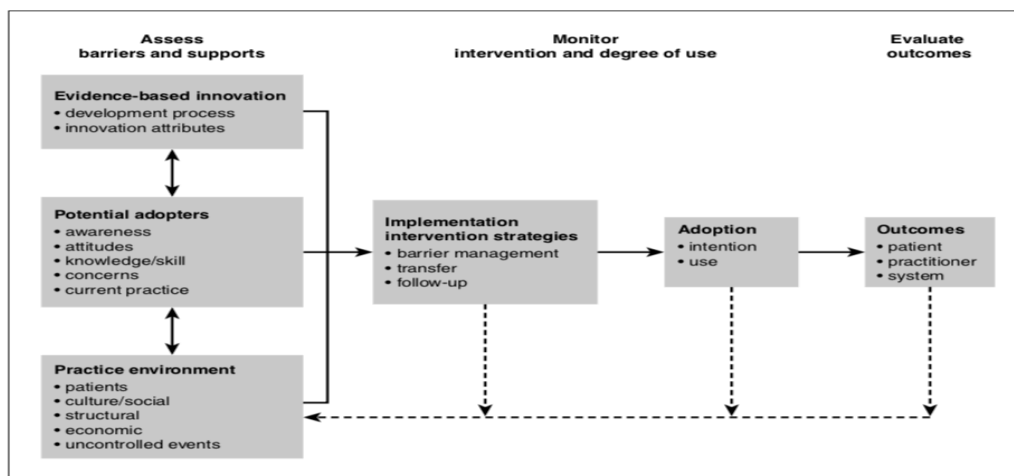 Assess
barriers and supports
Monitor
intervention and degree of use
Evaluate
outcomes
Evidence-based innovation
• development process
• innovation attributes
Potential adopters
• awareness
• attitudes
• knowledge/skill
• concerns
• current practice
Practice environment
• patients
• culture/social
• structural
• economic
• uncontrolled events
Implementation
intervention strategies
• barrier management
• transfer
• follow-up
Adoption
• intention
• use
Outcomes
• patient
• practitioner
• system